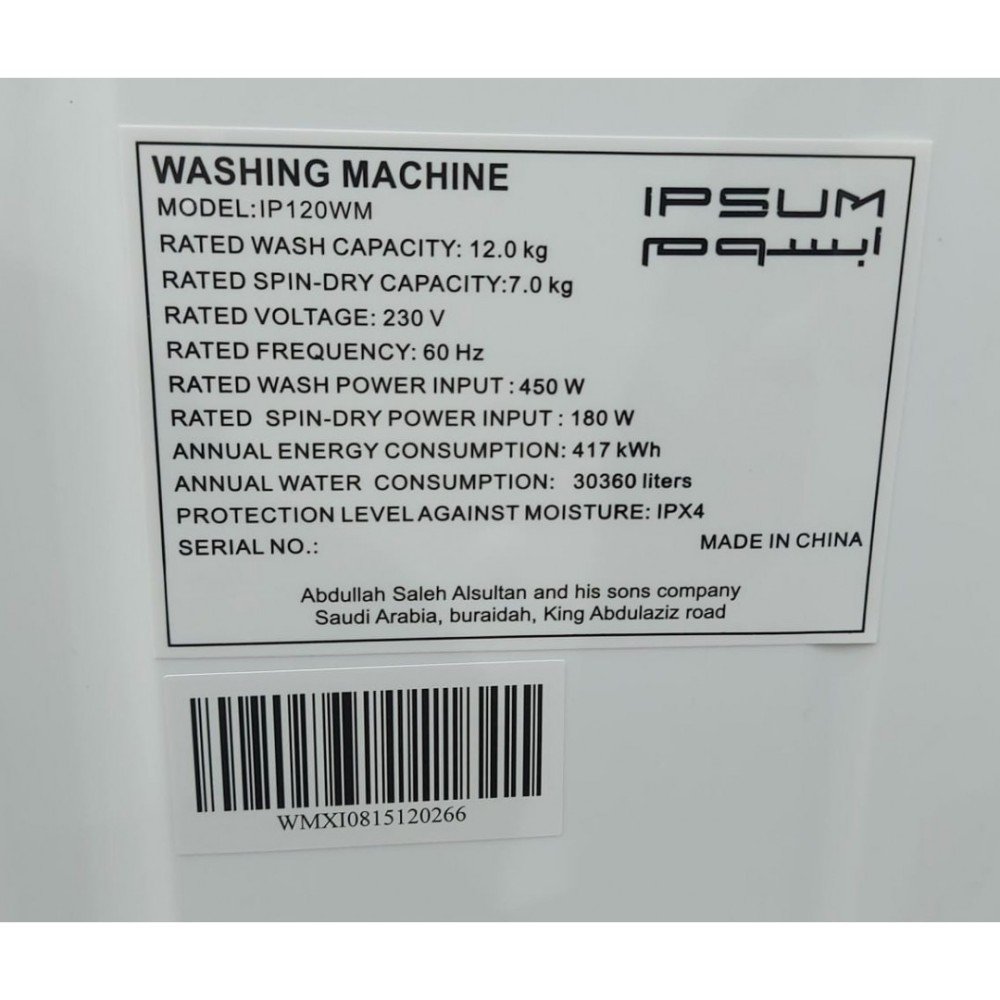 WASHING MACHINE
IPSUM
ابسوم
MODEL:IP120WM
RATED WASH CAPACITY: 12.0 kg
RATED SPIN-DRY CAPACITY:7.0 kg
RATED VOLTAGE: 230 V
RATED FREQUENCY: 60 Hz
RATED WASH POWER INPUT : 450 W
RATED SPIN-DRY POWER INPUT : 180 W
ANNUAL ENERGY CONSUMPTION: 417 kWh
ANNUAL WATER CONSUMPTION: 30360 liters
PROTECTION LEVEL AGAINST MOISTURE: IPX4
SERIAL NO.:
MADE IN CHINA
Abdullah Saleh Alsultan and his sons company
Saudi Arabia, buraidah, King Abdulaziz road
WMXI0815120266